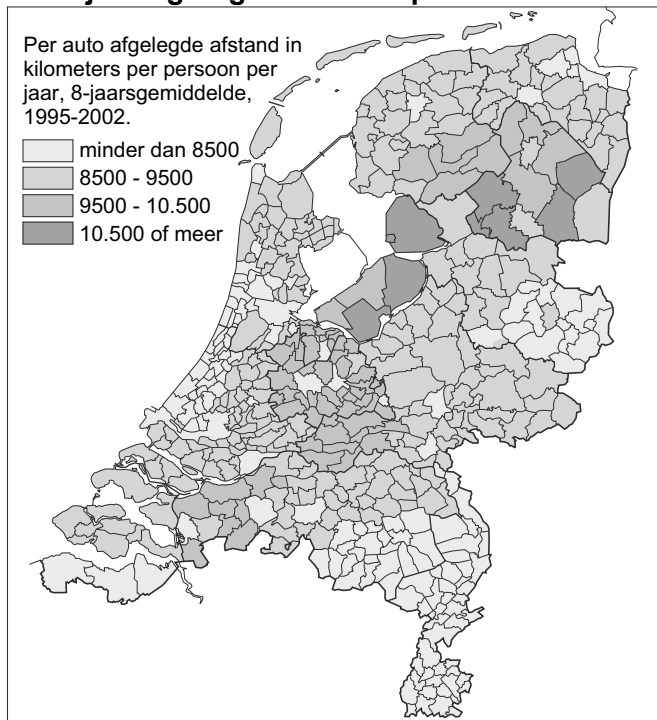 Per auto afgelegde afstand in
kilometers per persoon per
jaar, 8-jaarsgemiddelde,
1995-2002.
minder dan 8500
8500 - 9500
9500 - 10.500
10.500 of meer